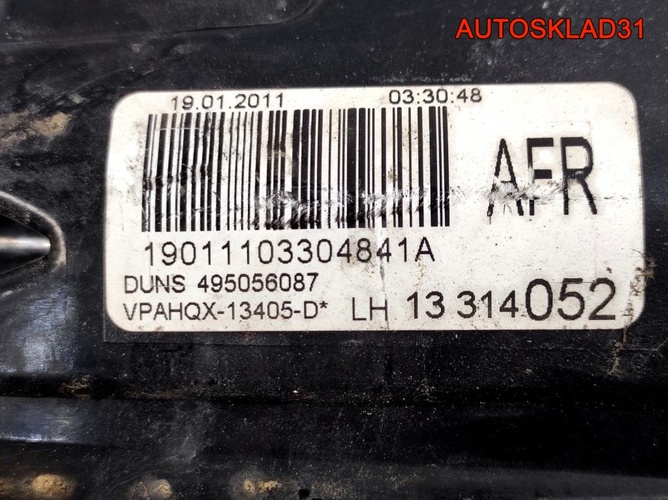 AUTOSKLAD31
19.01.2011 03:30:48
AFR
19011103304841A
DUNS 495056087
VPAHQX-13405-D* LH 13 314052